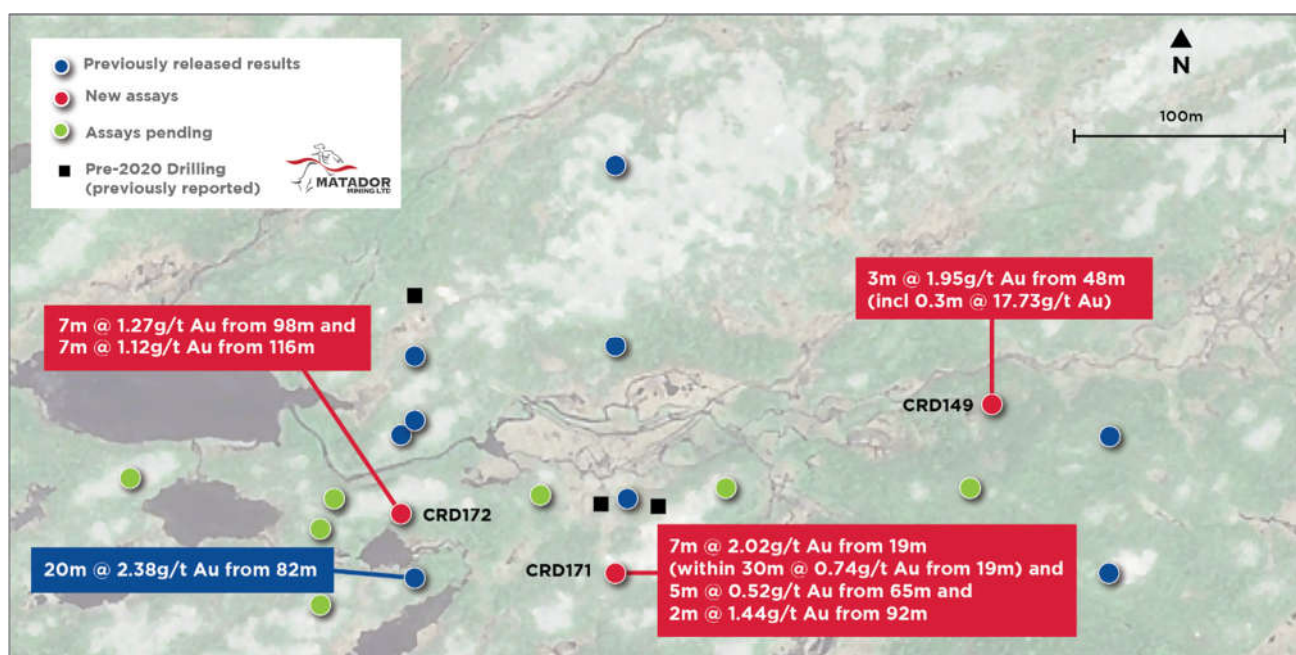 Previously released results
New assays
Assays pending
Pre-2020 Drilling
(previously reported)
MATADOR
MINING LTD
N
100m
3m @ 1.95g/t Au from 48m
(incl 0.3m @ 17.73g/t Au)
7m @ 1.27g/t Au from 98m and
7m @ 1.12g/t Au from 116m
CRD149
CRD172
20m @ 2.38g/t Au from 82m
CRD171
7m @ 2.02g/t Au from 19m
(within 30m @ 0.74g/t Au from 19m) and
5m @ 0.52g/t Au from 65m and
2m @ 1.44g/t Au from 92m